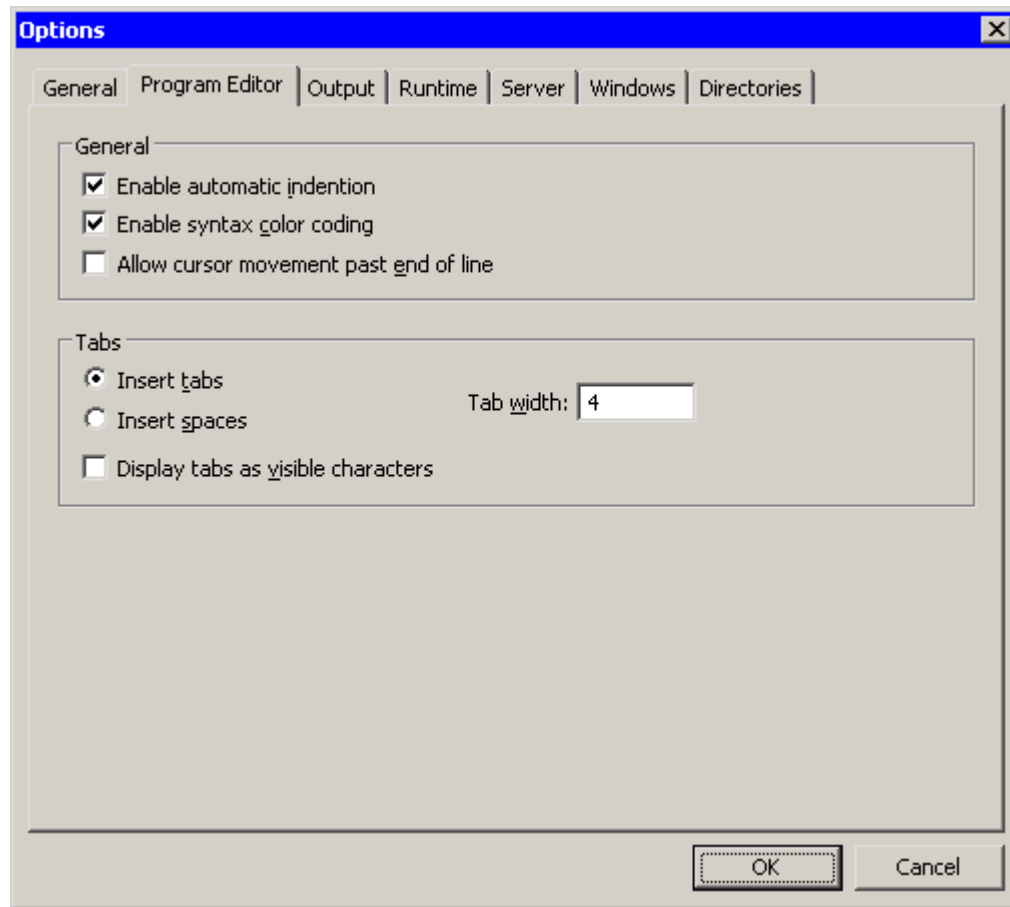 Options
General Program Editor Output Runtime Server Windows Directories
General
Enable automatic indention
Enable syntax color coding
Allow cursor movement past end of line
Tabs
Insert tabs
Tab width: 4
Insert spaces
Display tabs as visible characters
OK Cancel